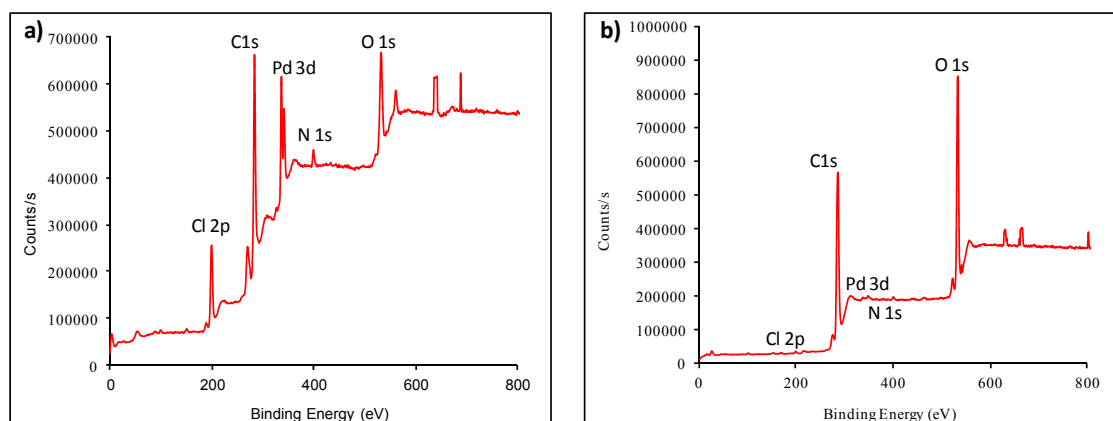 a)
C1s
O 1s
Pd 3d
N 1s
Cl 2p
700000
600000
500000
400000
300000
200000
100000
0
Counts/s
0 200 400 600 800
Binding Energy (eV)
b)
O 1s
C1s
Pd 3d
N 1s
Cl 2p
1000000
900000
800000
700000
600000
500000
400000
300000
200000
100000
0
Counts/s
0 200 400 600 800
Binding Energy (eV)